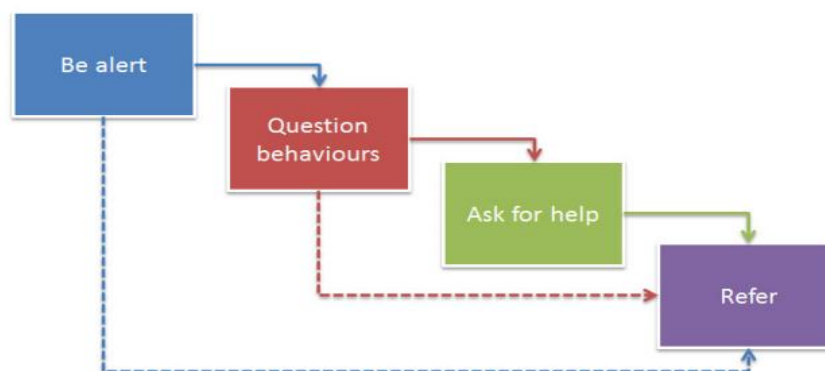 Be alert
Question
behaviours
Ask for help
Refer